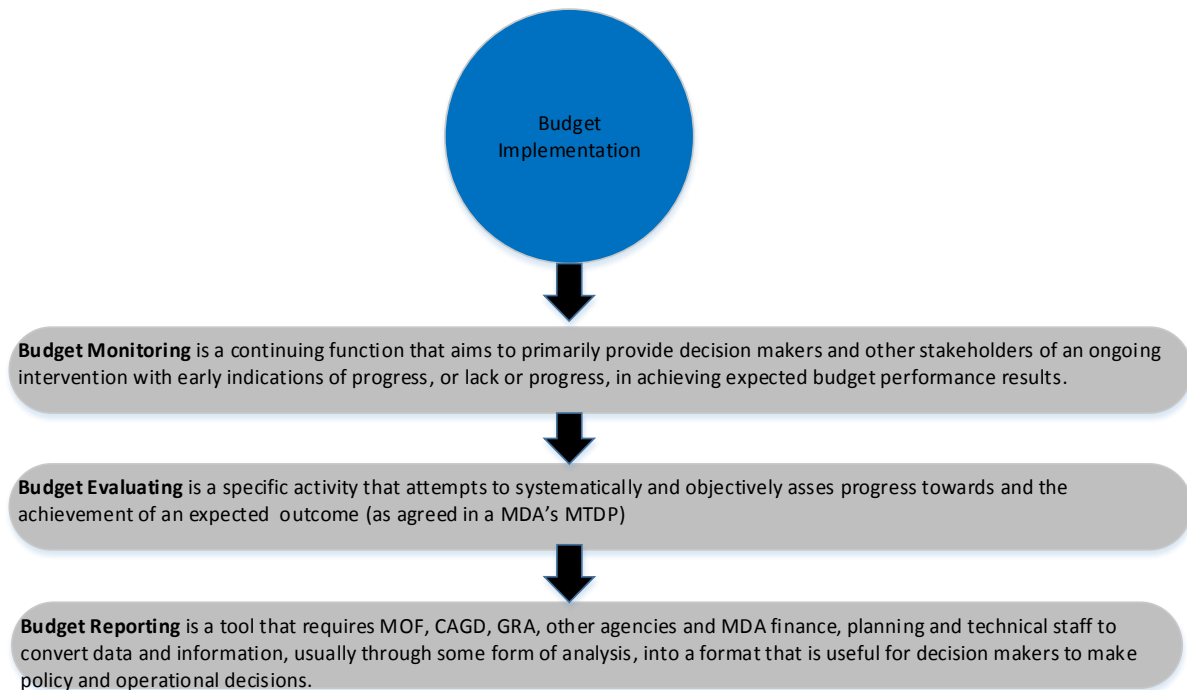 Budget
Implementation
Budget Monitoring is a continuing function that aims to primarily provide decision makers and other stakeholders of an ongoing
intervention with early indications of progress, or lack or progress, in achieving expected budget performance results.
Budget Evaluating is a specific activity that attempts to systematically and objectively asses progress towards and the
achievement of an expected outcome (as agreed in a MDA’s MTDP)
Budget Reporting is a tool that requires MOF, CAGD, GRA, other agencies and MDA finance, planning and technical staff to
convert data and information, usually through some form of analysis, into a format that is useful for decision makers to make
policy and operational decisions.